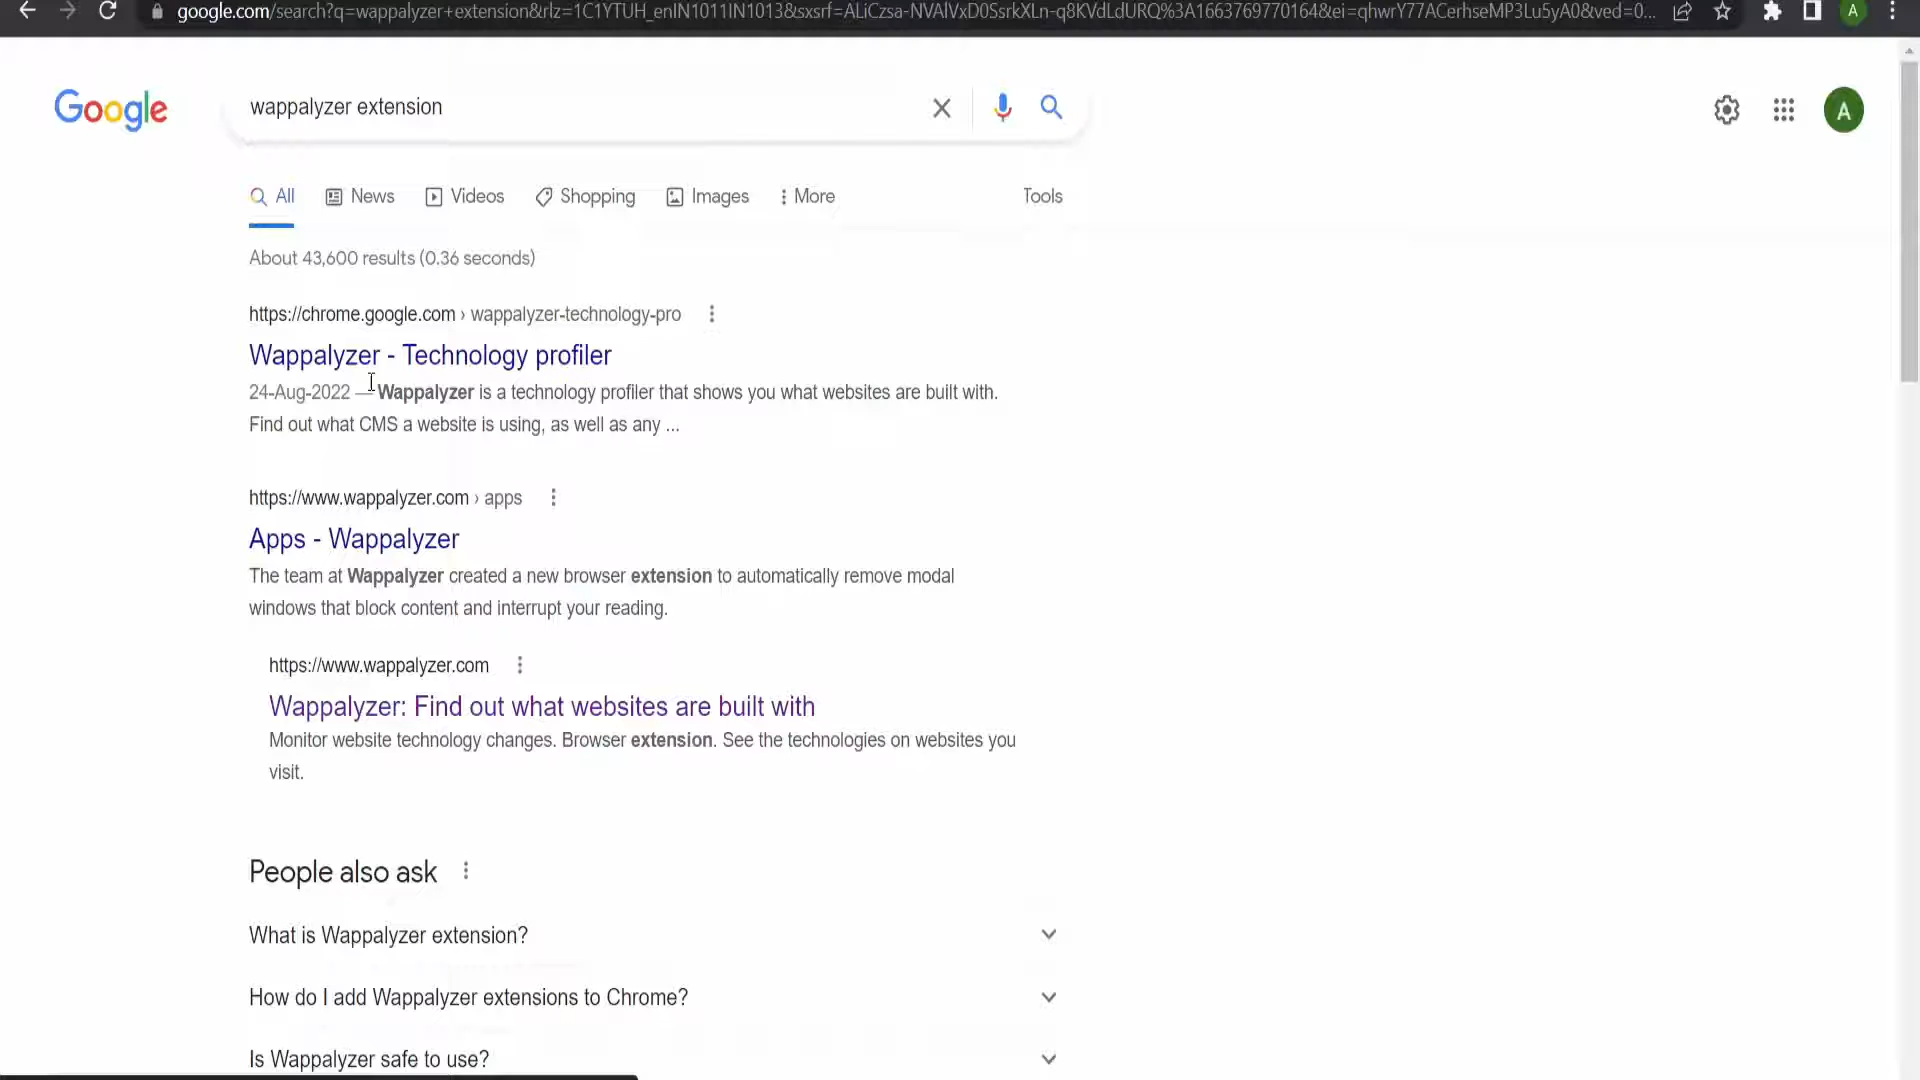 google.com/search?q=wappalyzer+extension&rlz=1C1YTUH_enIN1011IN1013&sxsrf=ALiCzsa-NVAlVxD0SsrkXLn-q8KVdLdURQ%3A1663769770164&ei=qhwrY77ACerhseMP3Lu5yA0&ved=0...
A
Google
wappalyzer extension
A
All News Videos Shopping Images More Tools
About 43,600 results (0.36 seconds)
https://chrome.google.com › wappalyzer-technology-pro
Wappalyzer - Technology profiler
24-Aug-2022 — Wappalyzer is a technology profiler that shows you what websites are built with.
Find out what CMS a website is using, as well as any ...
https://www.wappalyzer.com › apps
Apps - Wappalyzer
The team at Wappalyzer created a new browser extension to automatically remove modal
windows that block content and interrupt your reading.
https://www.wappalyzer.com
Wappalyzer: Find out what websites are built with
Monitor website technology changes. Browser extension. See the technologies on websites you
visit.
People also ask
What is Wappalyzer extension?
How do I add Wappalyzer extensions to Chrome?
Is Wappalyzer safe to use?